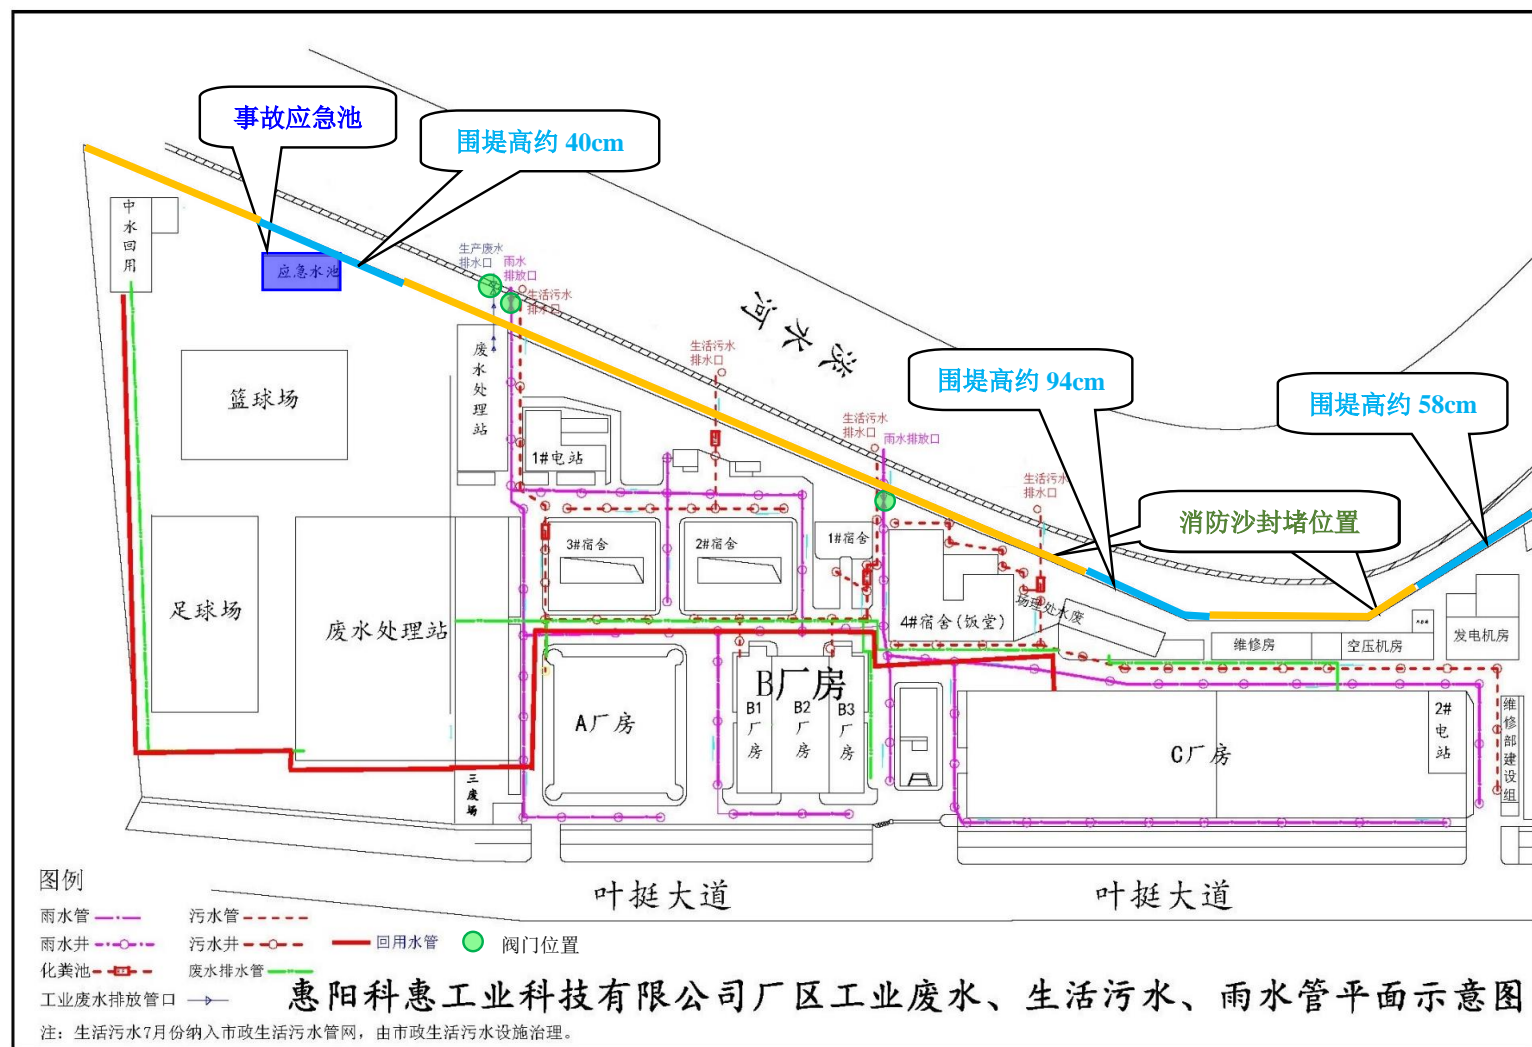 事故应急池
围堤高约 40cm
中水回用
应急水池
生产废水
排水口
雨水
排放口
生活污水
排水口
淡水河
生活污水
排水口
围堤高约 94cm
围堤高约 58cm
篮球场
废水处理站
生活污水
排水口
雨水排放口
1#电站
生活污水
排水口
消防沙封堵位置
3#宿舍
2#宿舍
1#宿舍
足球场
废水处理站
4#宿舍(饭堂)
废水处理场
维修房
空压机房
发电机房
B厂房
A厂房
B1厂房
B2厂房
B3厂房
C厂房
2#电站
维修部建设组
三废场
叶挺大道
叶挺大道
图例
雨水管
污水管
雨水井
污水井
回用水管
阀门位置
化粪池
废水排水管
工业废水排放管口
惠阳科惠工业科技有限公司厂区工业废水、生活污水、雨水管平面示意图
注：生活污水7月份纳入市政生活污水管网，由市政生活污水设施治理。